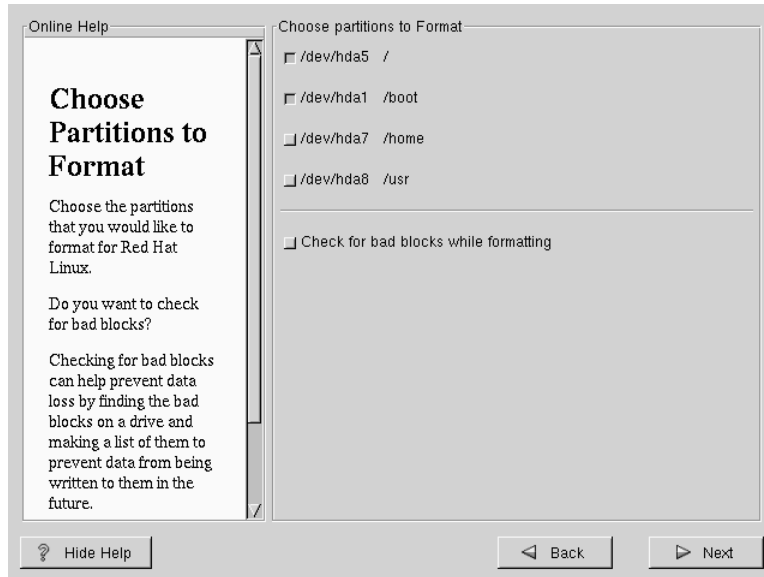 Online Help
Choose
Partitions to
Format
Choose the partitions
that you would like to
format for Red Hat
Linux.
Do you want to check
for bad blocks?
Checking for bad blocks
can help prevent data
loss by finding the bad
blocks on a drive and
making a list of them to
prevent data from being
written to them in the
future.
Choose partitions to Format
/dev/hda5 /
/dev/hda1 /boot
/dev/hda7 /home
/dev/hda8 /usr
Check for bad blocks while formatting
? Hide Help
Back
Next